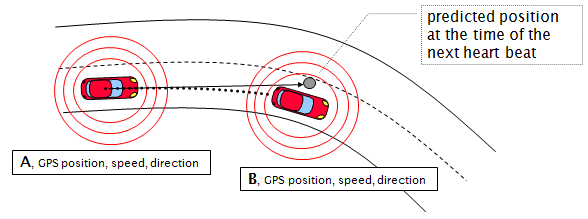 predicted position
at the time of the
next heart beat
A, GPS position, speed, direction
B, GPS position, speed, direction